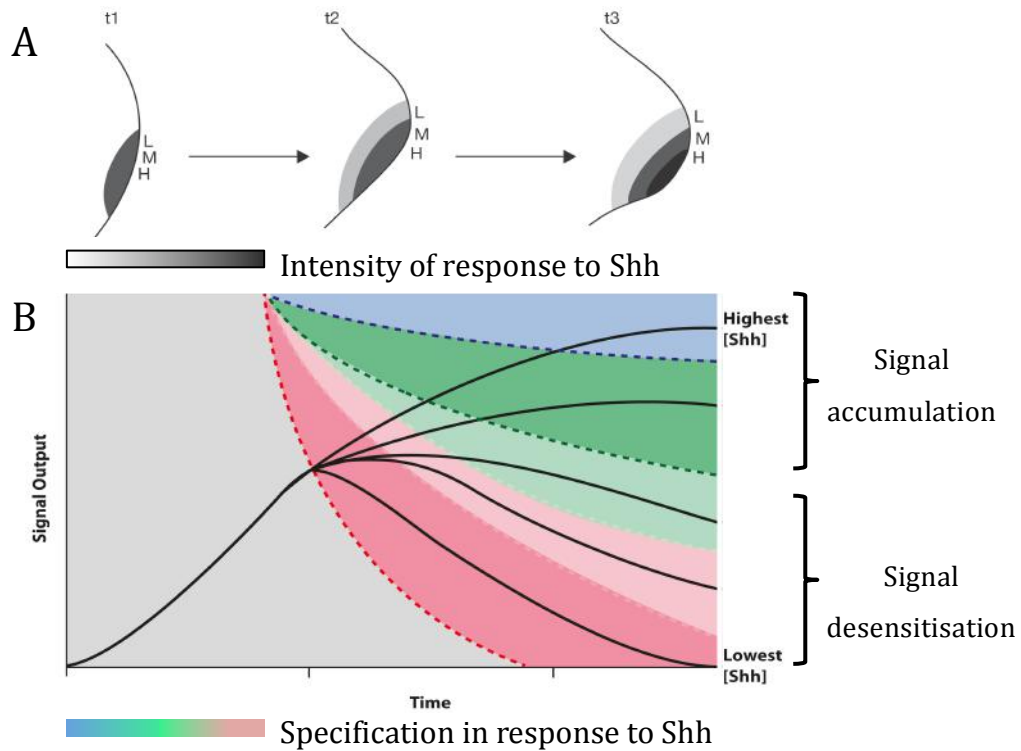 A
t1
t2
t3
L
M
H
L
M
H
L
M
H
Intensity of response to Shh
B
Signal Output
Highest
[Shh]
Lowest
[Shh]
Time
Signal
accumulation
Signal
desensitisation
Specification in response to Shh